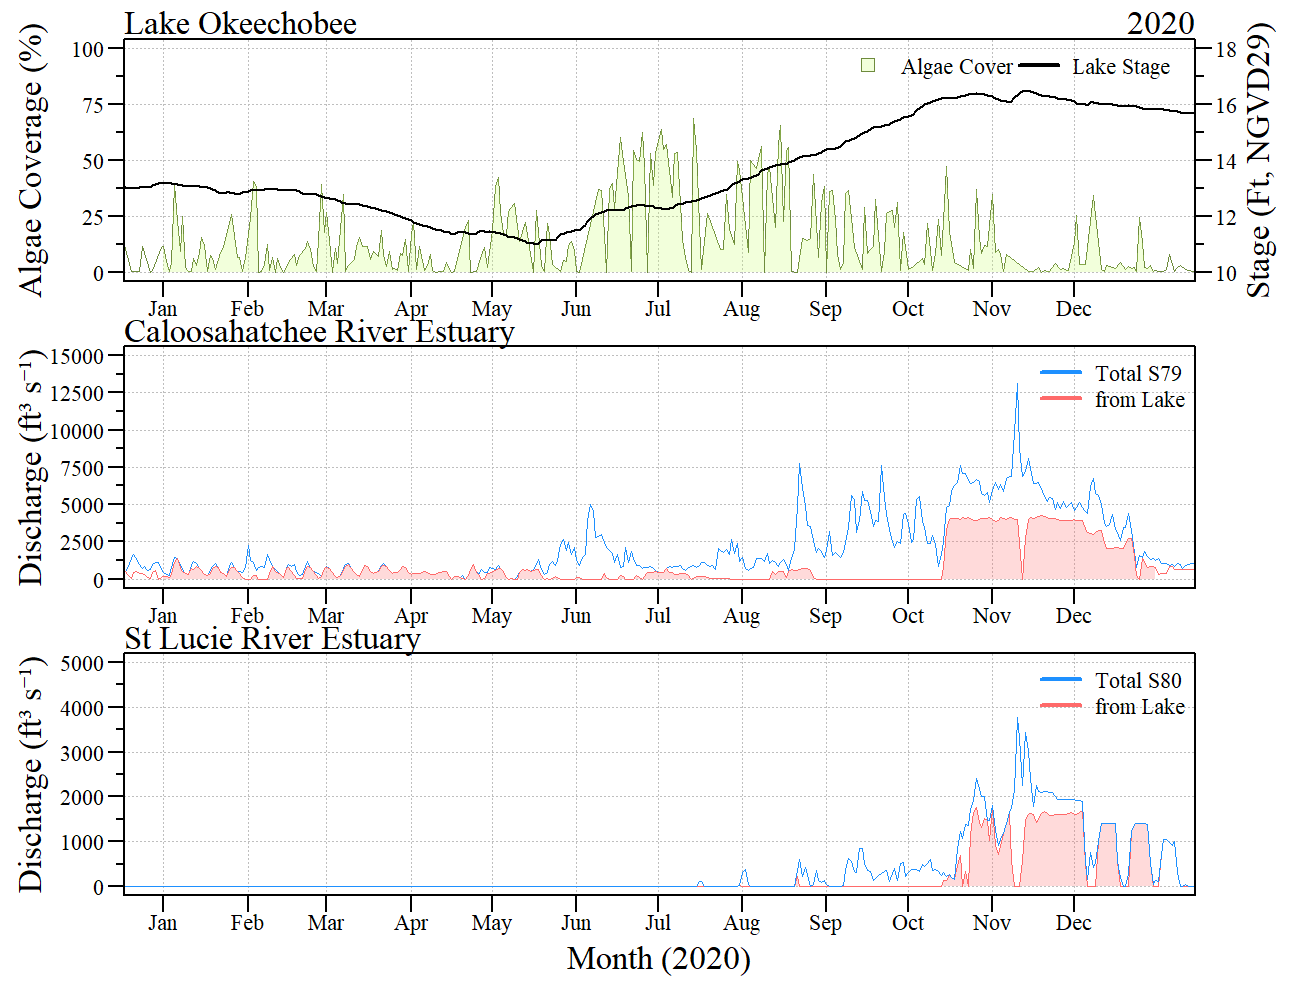 Lake Okeechobee 2020
Algae Coverage (%)
100
75
50
25
0
Algae Cover
Lake Stage
18
16
14
12
10
Stage (Ft, NGVD29)
Jan Feb Mar Apr May Jun Jul Aug Sep Oct Nov Dec
Caloosahatchee River Estuary
Discharge (ft³ s⁻¹)
15000
12500
10000
7500
5000
2500
0
Total S79
from Lake
Jan Feb Mar Apr May Jun Jul Aug Sep Oct Nov Dec
St Lucie River Estuary
Discharge (ft³ s⁻¹)
5000
4000
3000
2000
1000
0
Total S80
from Lake
Jan Feb Mar Apr May Jun Jul Aug Sep Oct Nov Dec
Month (2020)